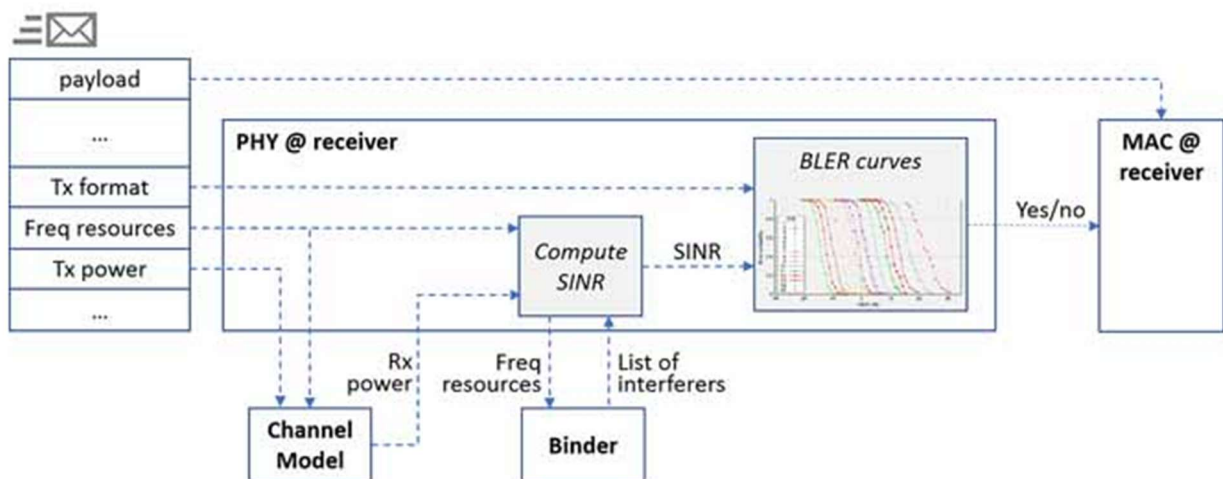 payload
...
Tx format
Freq resources
Tx power
...
PHY @ receiver
BLER curves
Compute
SINR
SINR
Yes/no
MAC @
receiver
Rx
power
Freq
resources
List of
interferers
Channel
Model
Binder